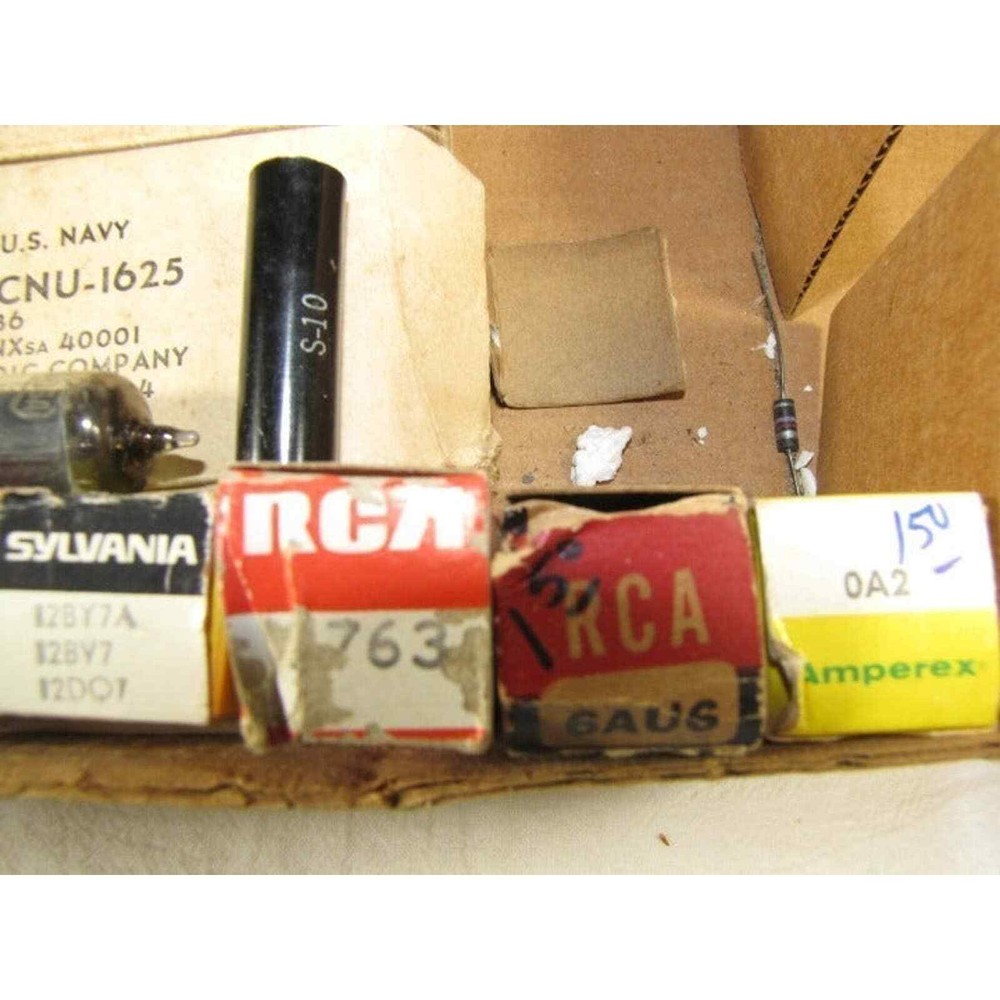 U.S. NAVY
CNU-1625
NXSA 40001
COMPANY
4
S-10
SYLVANIA
12BY7A
12BV7
12DQ7
RCA
763
RCA
6AU6
150
0A2
Amperex